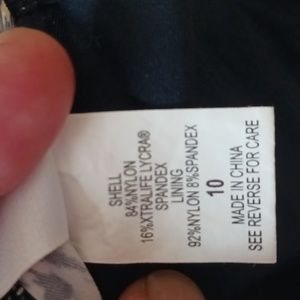 SHELL
84%NYLON
16%XTRALIFE LYCRA®
SPANDEX
LINING
92%NYLON 8%SPANDEX
10
MADE IN CHINA
SEE REVERSE FOR CARE